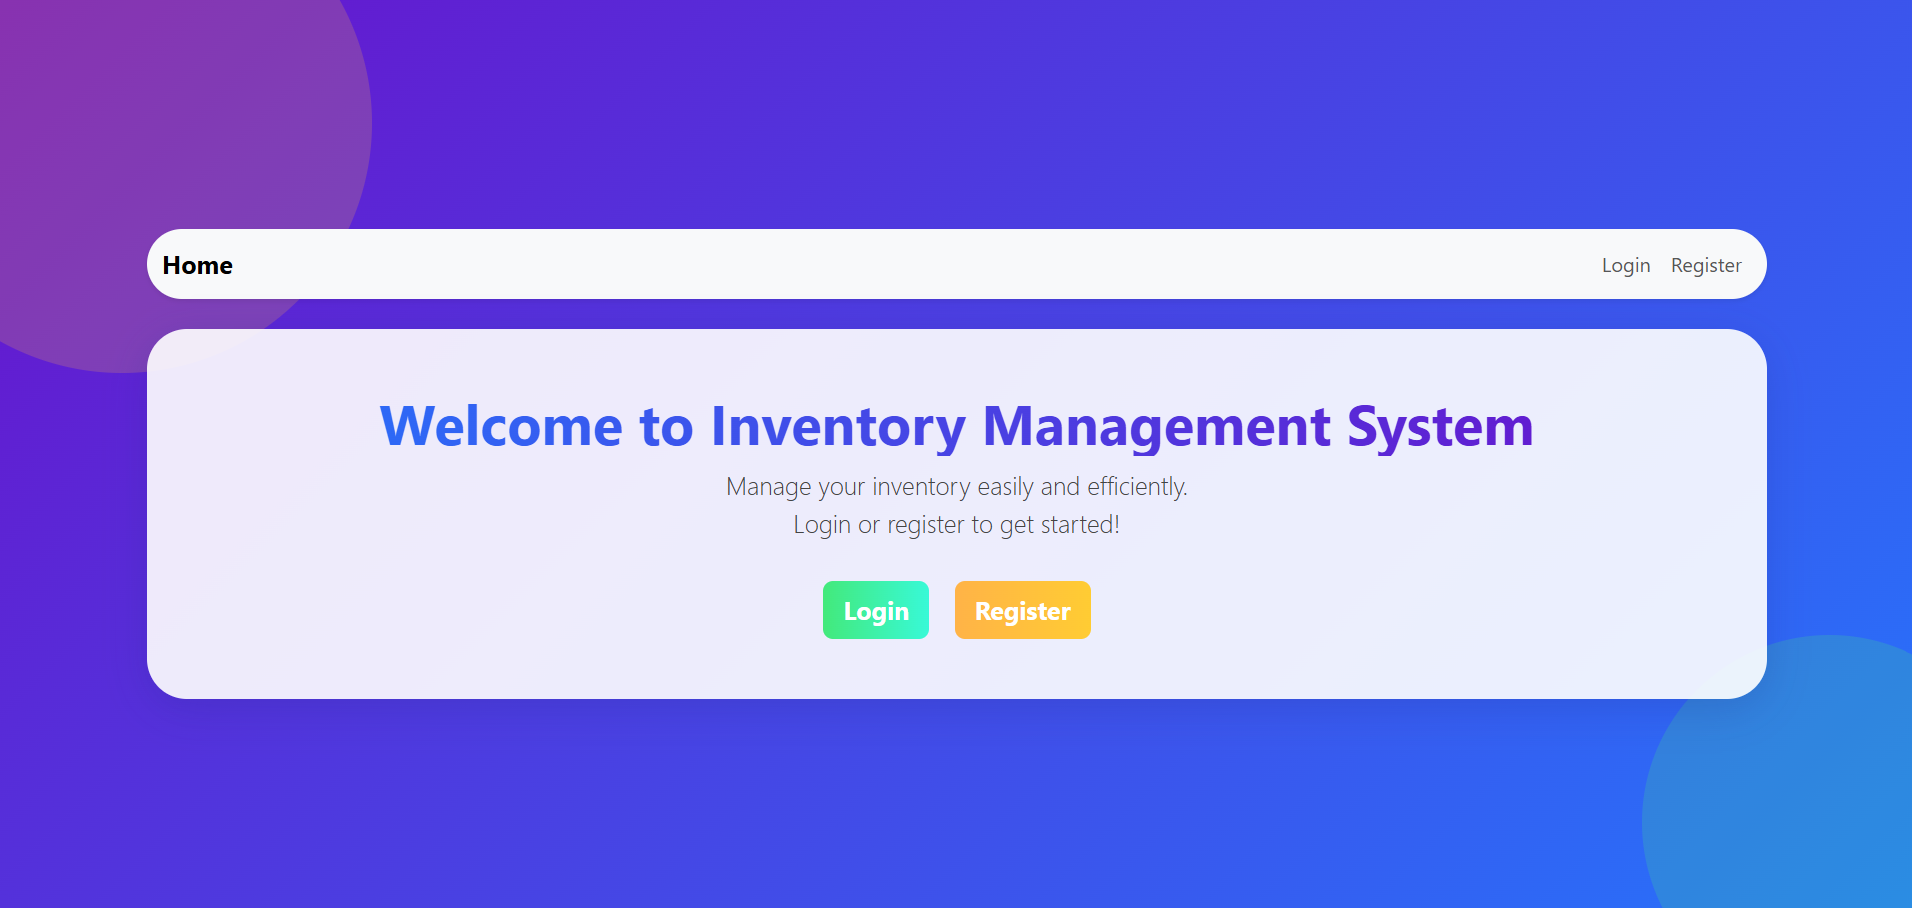 Home
Login Register
Welcome to Inventory Management System
Manage your inventory easily and efficiently.
Login or register to get started!
Login Register